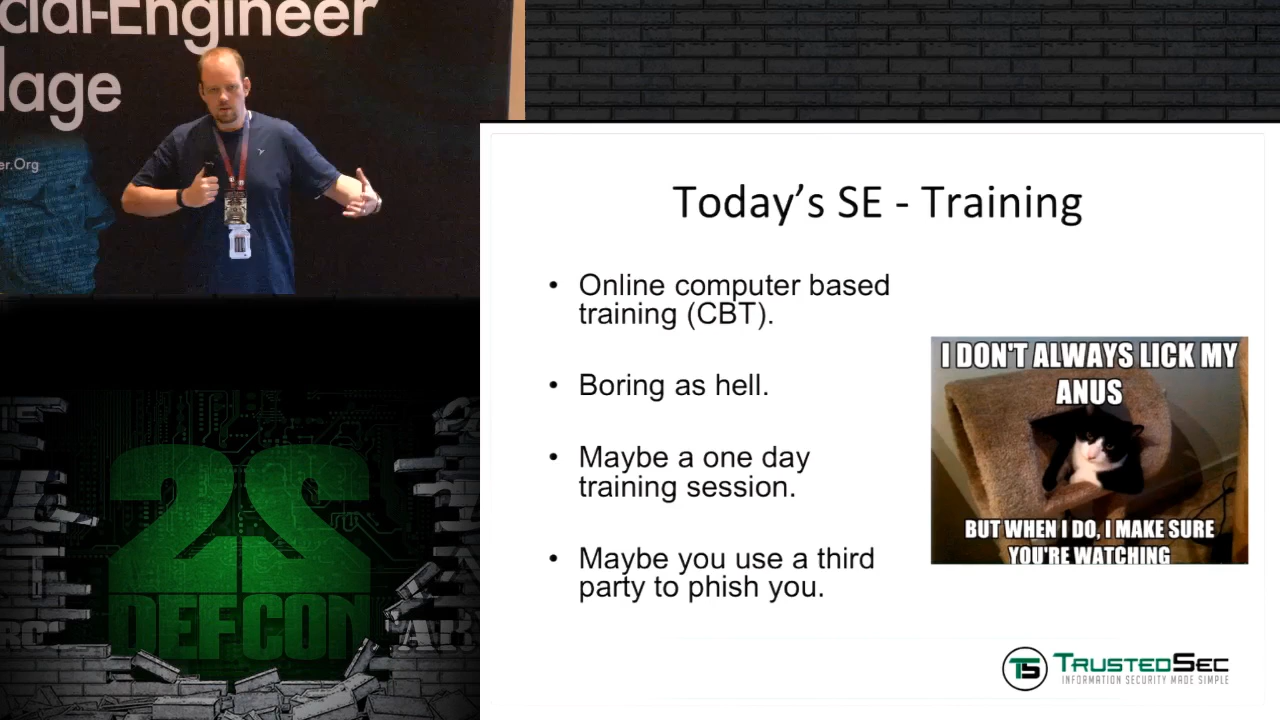 cial-Engineer
lage
er.Org
Today's SE - Training
• Online computer based
training (CBT).
• Boring as hell.
• Maybe a one day
training session.
• Maybe you use a third
party to phish you.
I DON'T ALWAYS LICK MY
ANUS
BUT WHEN I DO, I MAKE SURE
YOU'RE WATCHING
22
DEFCON
TS TRUSTEDSEC
INFORMATION SECURITY MADE SIMPLE